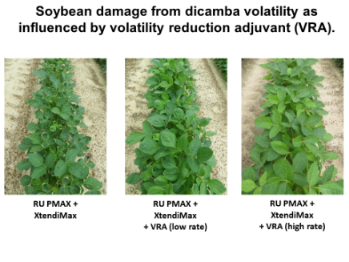 Soybean damage from dicamba volatility as
influenced by volatility reduction adjuvant (VRA).
RU PMAX +
XtendiMax
RU PMAX +
XtendiMax
+ VRA (low rate)
RU PMAX +
XtendiMax
+ VRA (high rate)